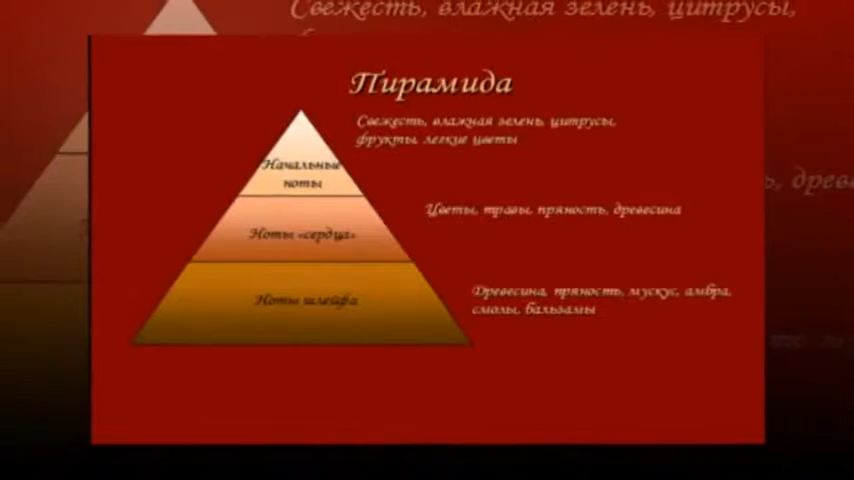 Свежесть, влажная зелень, цитрусы,
Пирамида
Свежесть, влажная зелень, цитрусы,
фрукты, легкие цветы
Начальные
ноты
Цветы, травы, пряность, древесина
Ноты «сердца»
Древесина, пряность, мускус, амбра,
смолы, бальзамы
Ноты шлейфа